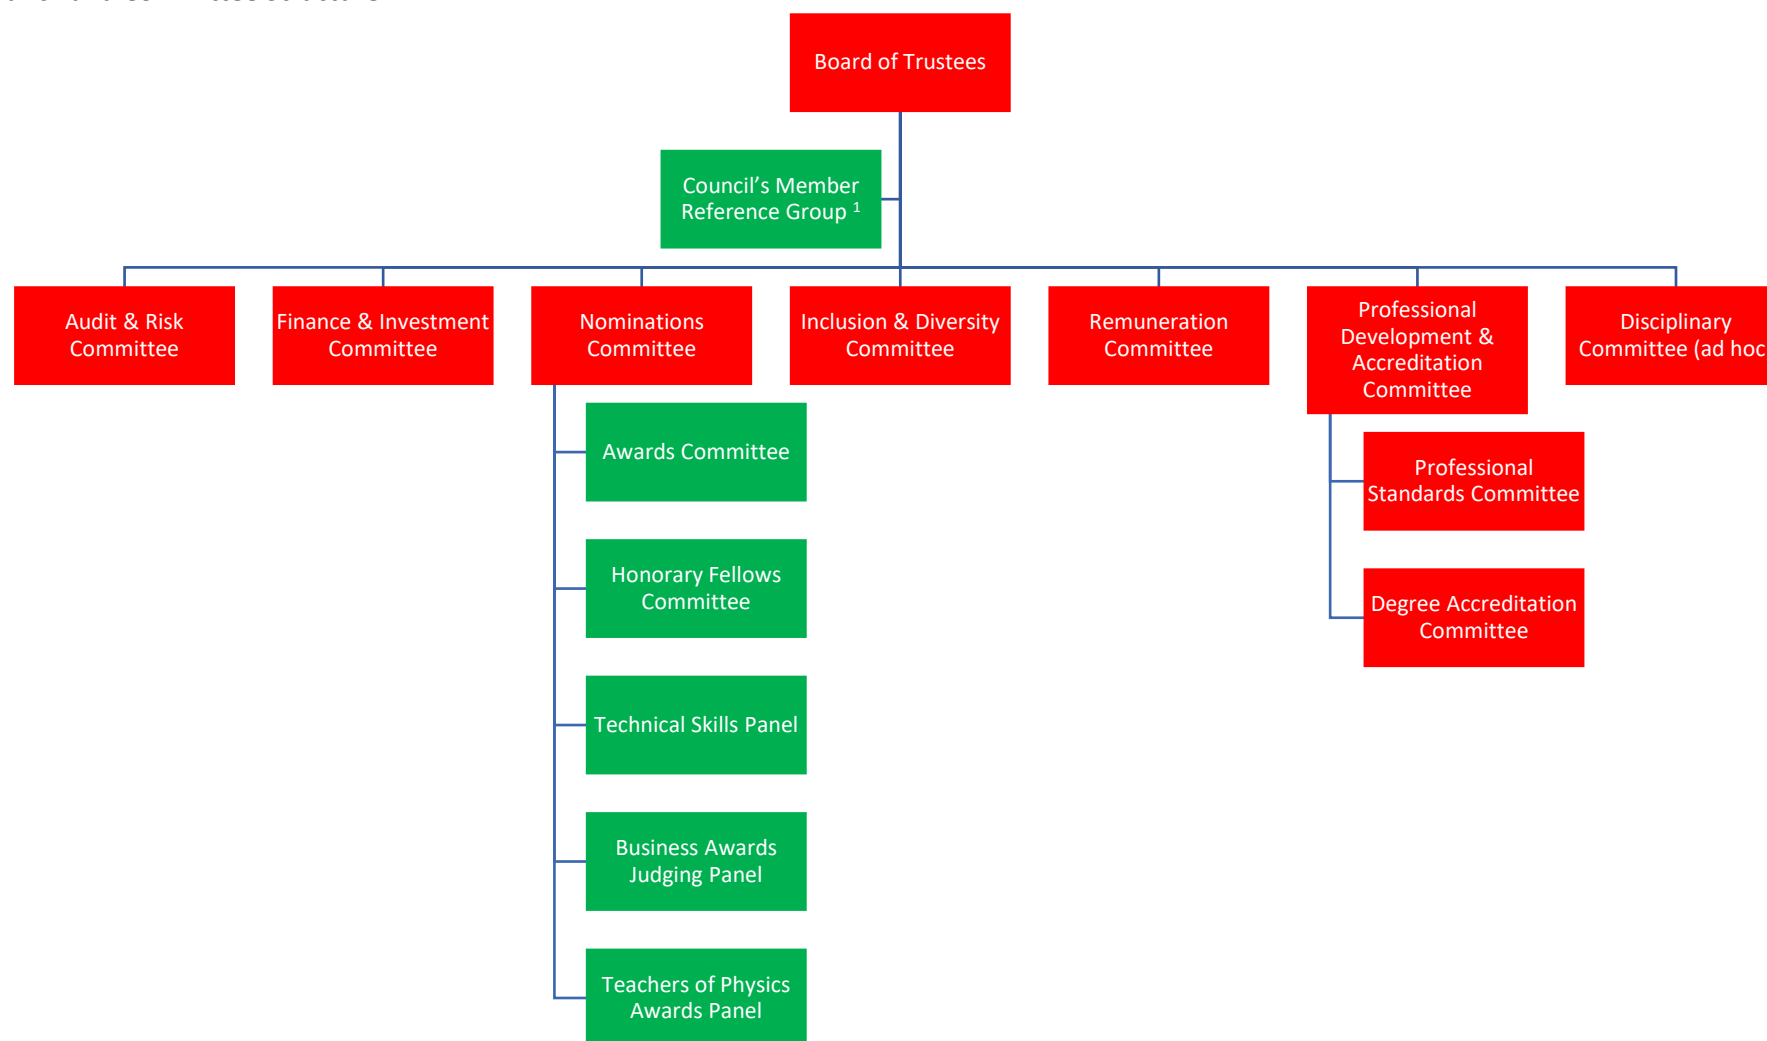 Board of Trustees
Council’s Member
Reference Group ¹
Audit & Risk
Committee
Finance & Investment
Committee
Nominations
Committee
Inclusion & Diversity
Committee
Remuneration
Committee
Professional
Development &
Accreditation
Committee
Disciplinary
Committee (ad hoc
Awards Committee
Honorary Fellows
Committee
Technical Skills Panel
Business Awards
Judging Panel
Teachers of Physics
Awards Panel
Professional
Standards Committee
Degree Accreditation
Committee